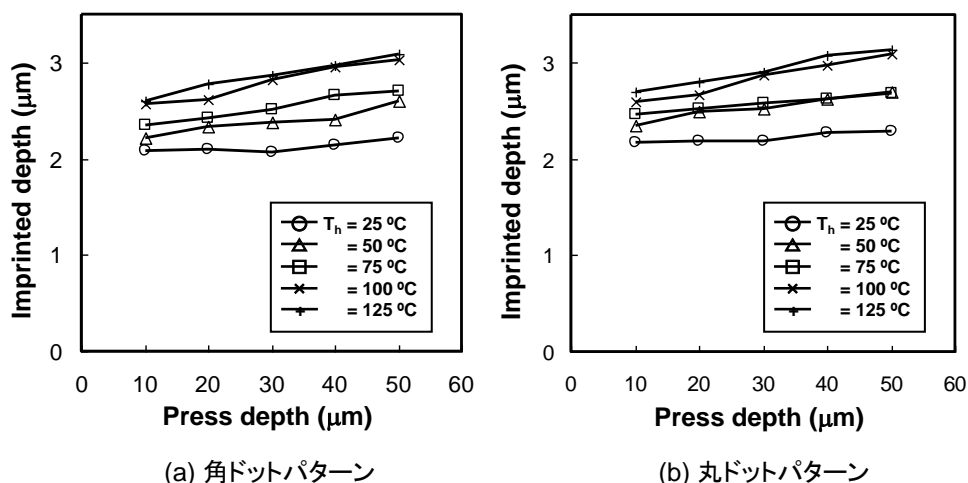 Imprinted depth (μm)
3
2
1
0
T_h = 25 ºC
= 50 ºC
= 75 ºC
= 100 ºC
= 125 ºC
0 10 20 30 40 50 60
Press depth (μm)
(a) 角ドットパターン
Imprinted depth (μm)
3
2
1
0
T_h = 25 ºC
= 50 ºC
= 75 ºC
= 100 ºC
= 125 ºC
0 10 20 30 40 50 60
Press depth (μm)
(b) 丸ドットパターン